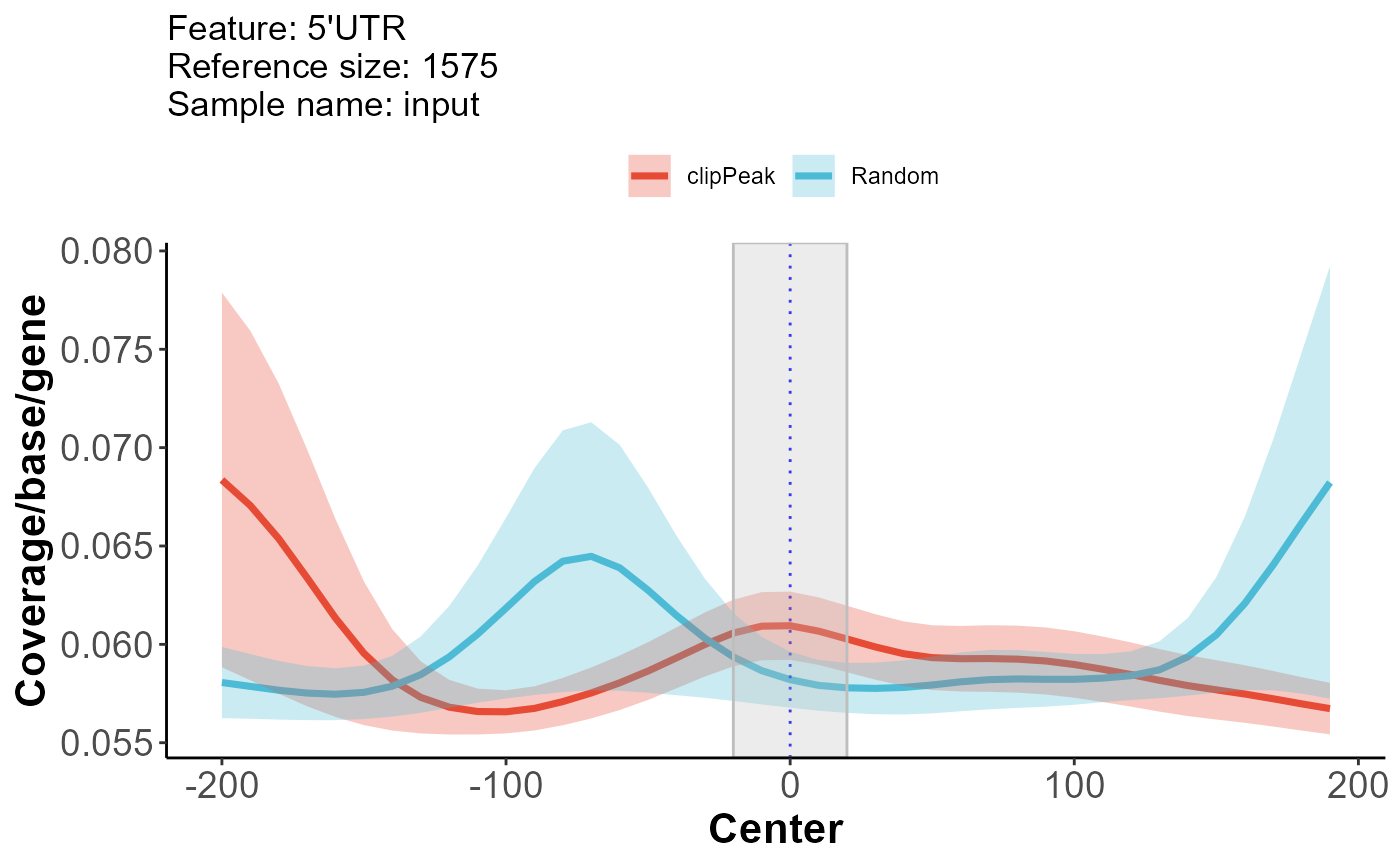 Feature: 5'UTR
Reference size: 1575
Sample name: input
clipPeak Random
0.080
0.075
0.070
0.065
0.060
0.055
Coverage/base/gene
-200 -100 0 100 200
Center